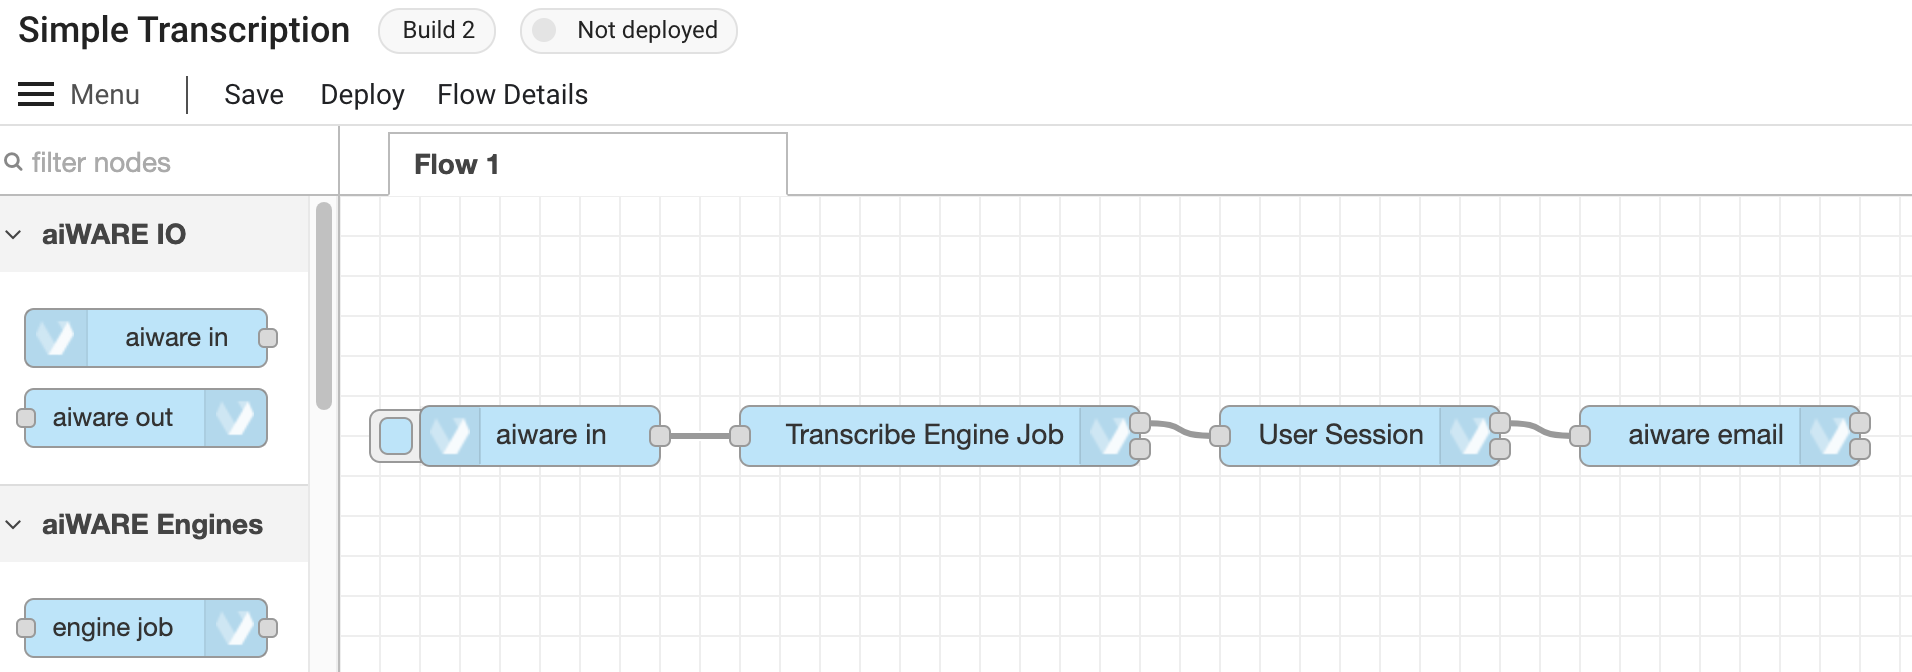 Simple Transcription Build 2 Not deployed
Menu Save Deploy Flow Details
filter nodes
Flow 1
aiWARE IO
aiware in
aiware out
aiWARE Engines
engine job
aiware in Transcribe Engine Job User Session aiware email